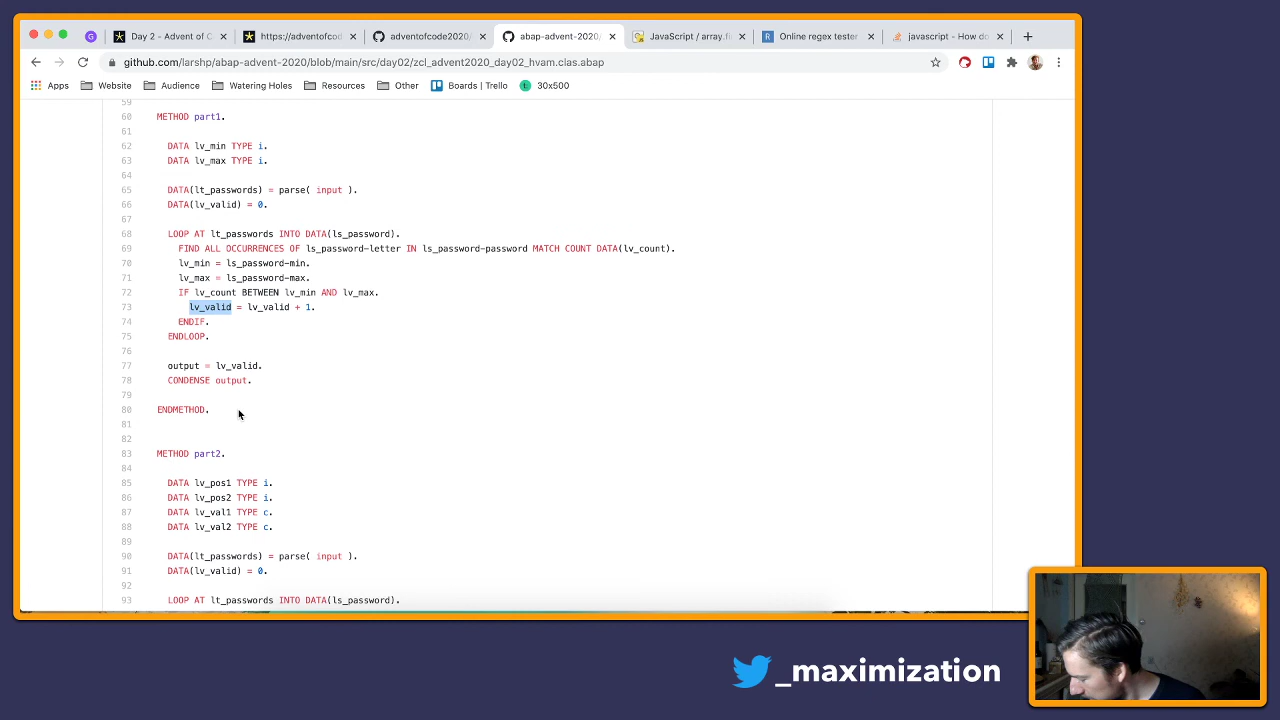 Day 2 - Advent of C
https://adventofcod
adventofcode2020/
abap-advent-2020/
JavaScript / array.fi
Online regex tester
javascript - How do
github.com/larshp/abap-advent-2020/blob/main/src/day02/zcl_advent2020_day02_hvam.clas.abap
Apps Website Audience Watering Holes Resources Other Boards | Trello 30x500
59
60 METHOD part1.
61
62 DATA lv_min TYPE i.
63 DATA lv_max TYPE i.
64
65 DATA(lt_passwords) = parse( input ).
66 DATA(lv_valid) = 0.
67
68 LOOP AT lt_passwords INTO DATA(ls_password).
69 FIND ALL OCCURRENCES OF ls_password-letter IN ls_password-password MATCH COUNT DATA(lv_count).
70 lv_min = ls_password-min.
71 lv_max = ls_password-max.
72 IF lv_count BETWEEN lv_min AND lv_max.
73 lv_valid = lv_valid + 1.
74 ENDIF.
75 ENDLOOP.
76
77 output = lv_valid.
78 CONDENSE output.
79
80 ENDMETHOD.
81
82
83 METHOD part2.
84
85 DATA lv_pos1 TYPE i.
86 DATA lv_pos2 TYPE i.
87 DATA lv_val1 TYPE c.
88 DATA lv_val2 TYPE c.
89
90 DATA(lt_passwords) = parse( input ).
91 DATA(lv_valid) = 0.
92
93 LOOP AT lt_passwords INTO DATA(ls_password).
_maximization